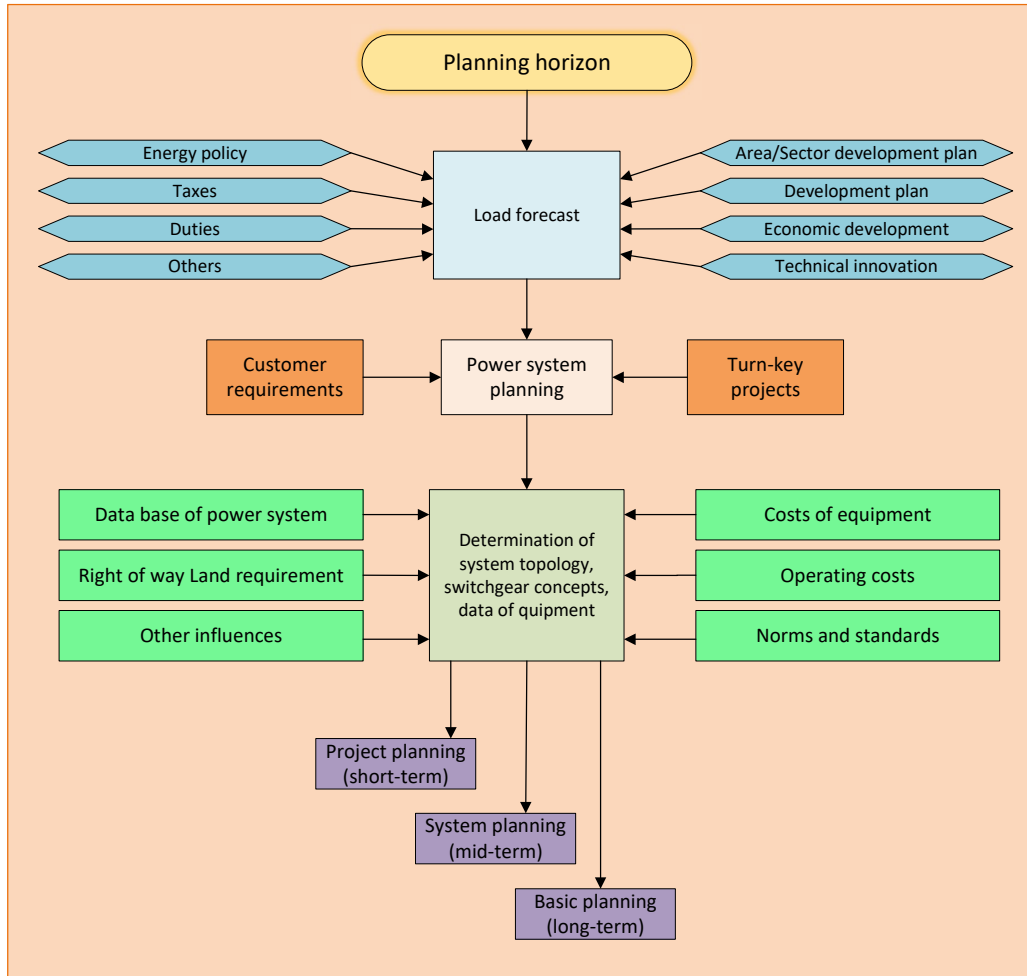 Planning horizon
Energy policy
Taxes
Duties
Others
Load forecast
Area/Sector development plan
Development plan
Economic development
Technical innovation
Customer
requirements
Power system
planning
Turn-key
projects
Data base of power system
Right of way Land requirement
Other influences
Determination of
system topology,
switchgear concepts,
data of quipment
Costs of equipment
Operating costs
Norms and standards
Project planning
(short-term)
System planning
(mid-term)
Basic planning
(long-term)